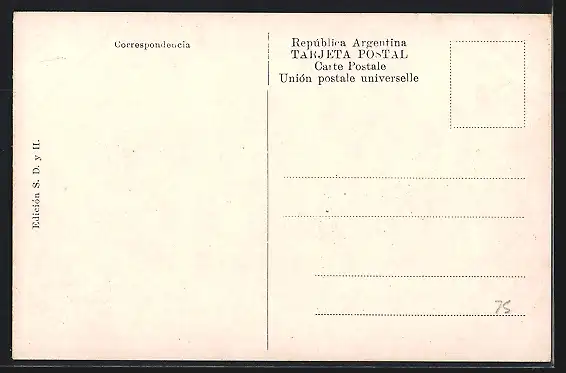 Correspondencia
República Argentina
TARJETA POSTAL
Carte Postale
Unión postale universelle
Edición S. D. y H.
75